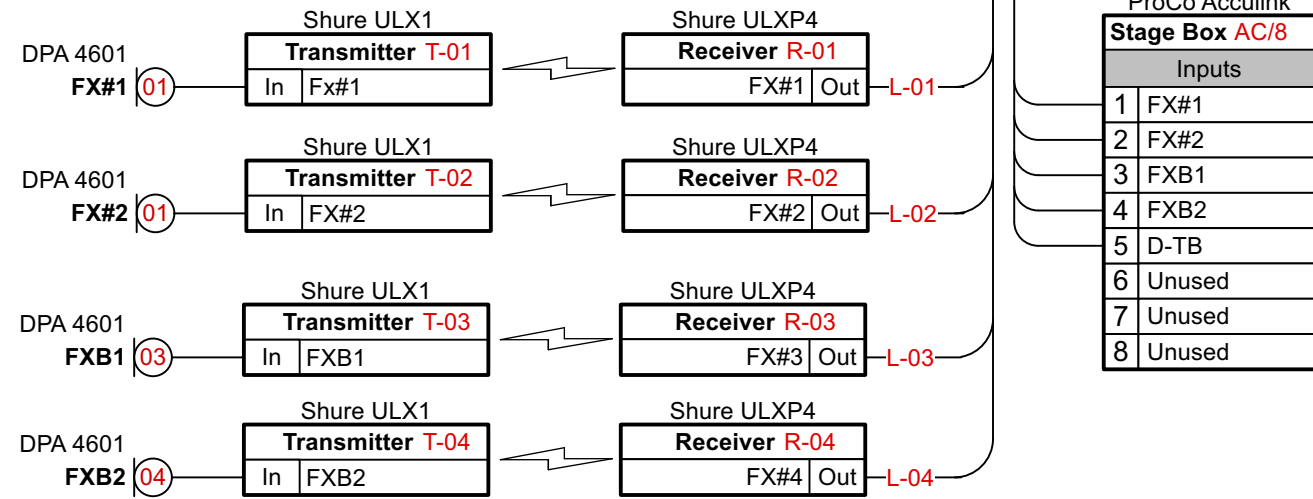 Shure ULX1
Shure ULXP4
DPA 4601
Transmitter T-01
Receiver R-01
FX#1 01
In Fx#1
FX#1 Out L-01
Shure ULX1
Shure ULXP4
DPA 4601
Transmitter T-02
Receiver R-02
FX#2 01
In FX#2
FX#2 Out L-02
Shure ULX1
Shure ULXP4
DPA 4601
Transmitter T-03
Receiver R-03
FXB1 03
In FXB1
FX#3 Out L-03
Shure ULX1
Shure ULXP4
DPA 4601
Transmitter T-04
Receiver R-04
FXB2 04
In FXB2
FX#4 Out L-04
ProCo Acculink
Stage Box AC/8
Inputs
1 FX#1
2 FX#2
3 FXB1
4 FXB2
5 D-TB
6 Unused
7 Unused
8 Unused